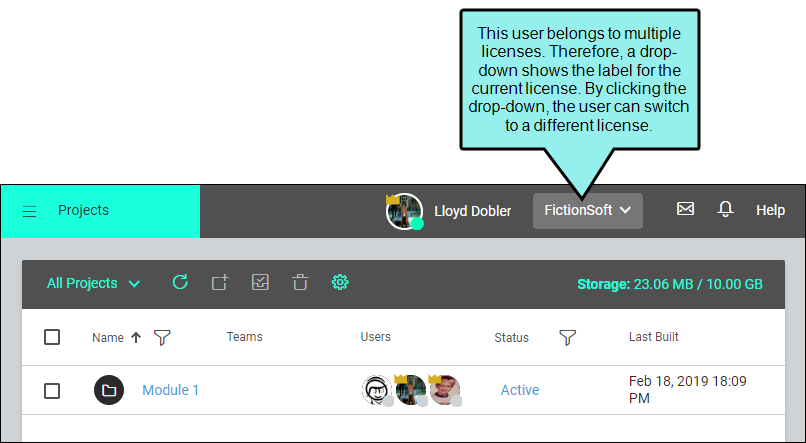 This user belongs to multiple
licenses. Therefore, a drop-
down shows the label for the
current license. By clicking the
drop-down, the user can switch
to a different license.
Projects
Lloyd Dobler
FictionSoft
Help
All Projects
Storage: 23.06 MB / 10.00 GB
Name
Teams
Users
Status
Last Built
Module 1
Active
Feb 18, 2019 18:09
PM